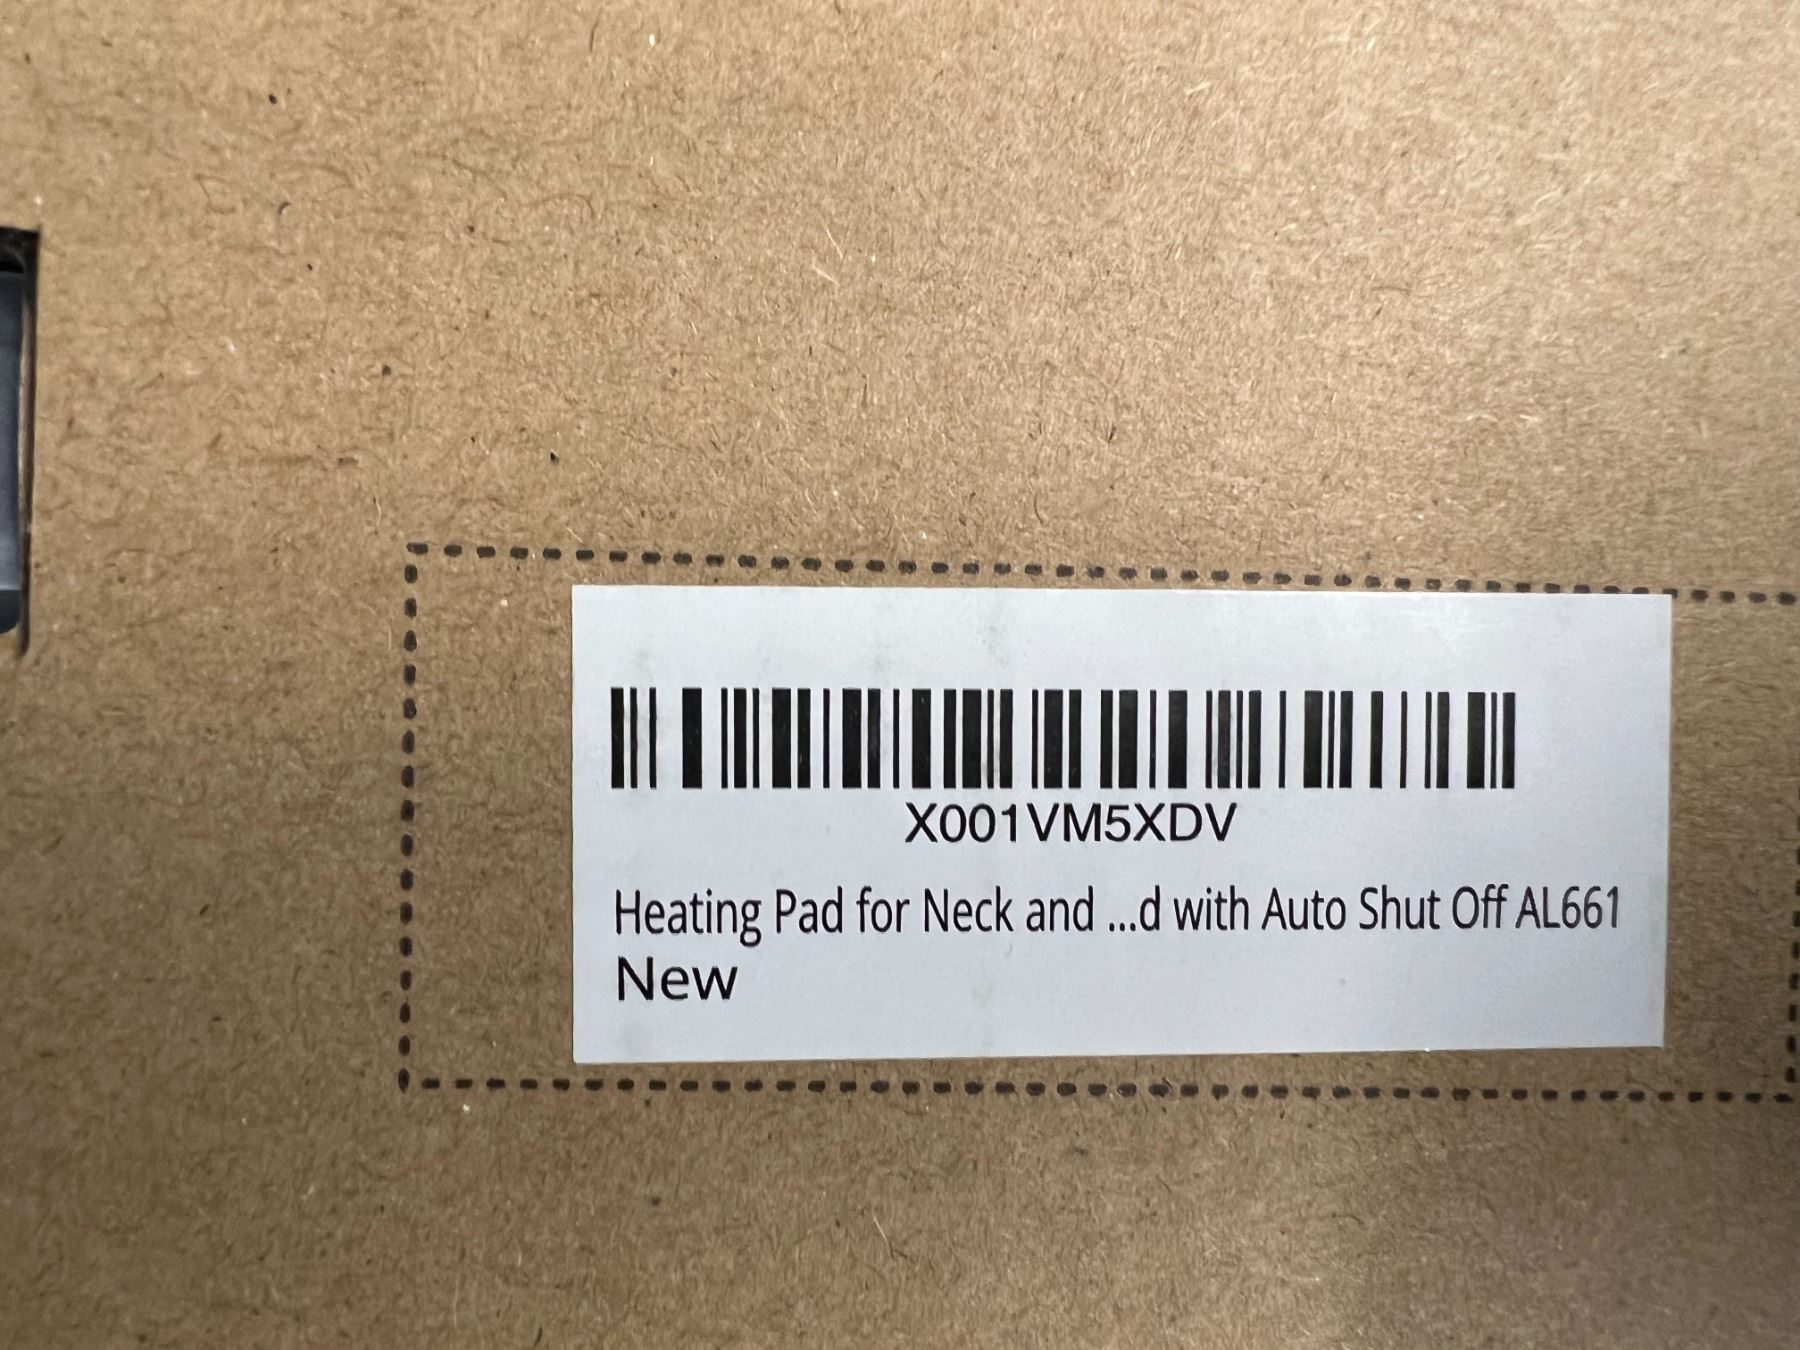 X001VM5XDV
Heating Pad for Neck and ...d with Auto Shut Off AL661
New